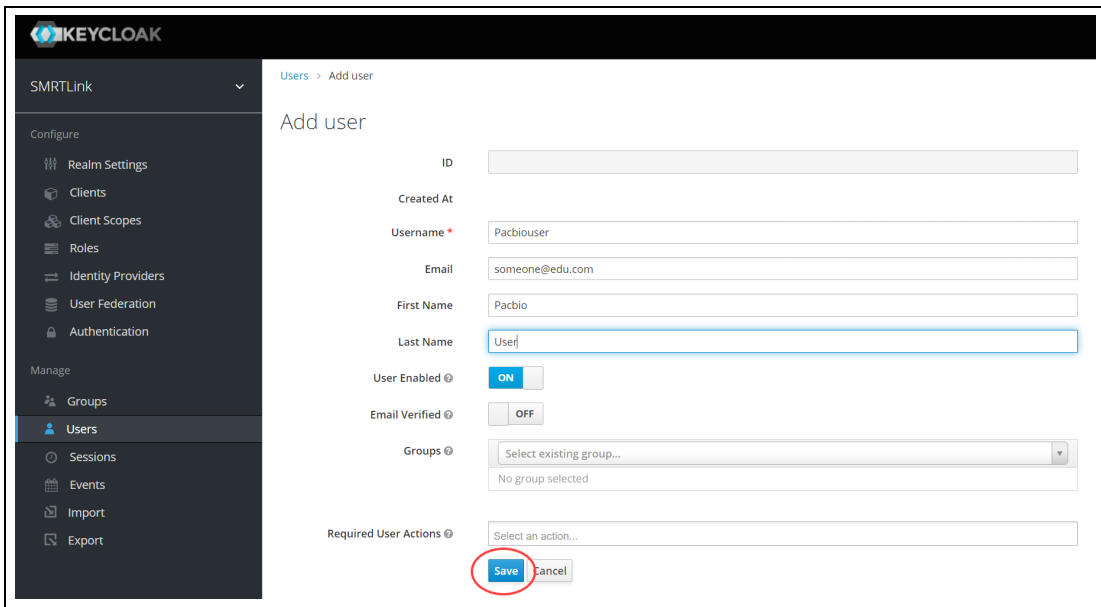 KEYCLOAK
SMRTLink
Configure
Realm Settings
Clients
Client Scopes
Roles
Identity Providers
User Federation
Authentication
Manage
Groups
Users
Sessions
Events
Import
Export
Users > Add user
Add user
ID
Created At
Username * Pacbiouser
Email someone@edu.com
First Name Pacbio
Last Name User
User Enabled ON
Email Verified OFF
Groups Select existing group...
No group selected
Required User Actions Select an action...
Save Cancel